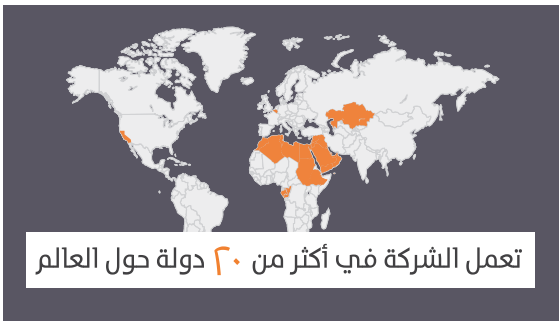 تعمل الشركة في أكثر من ٢٠ دولة حول العالم